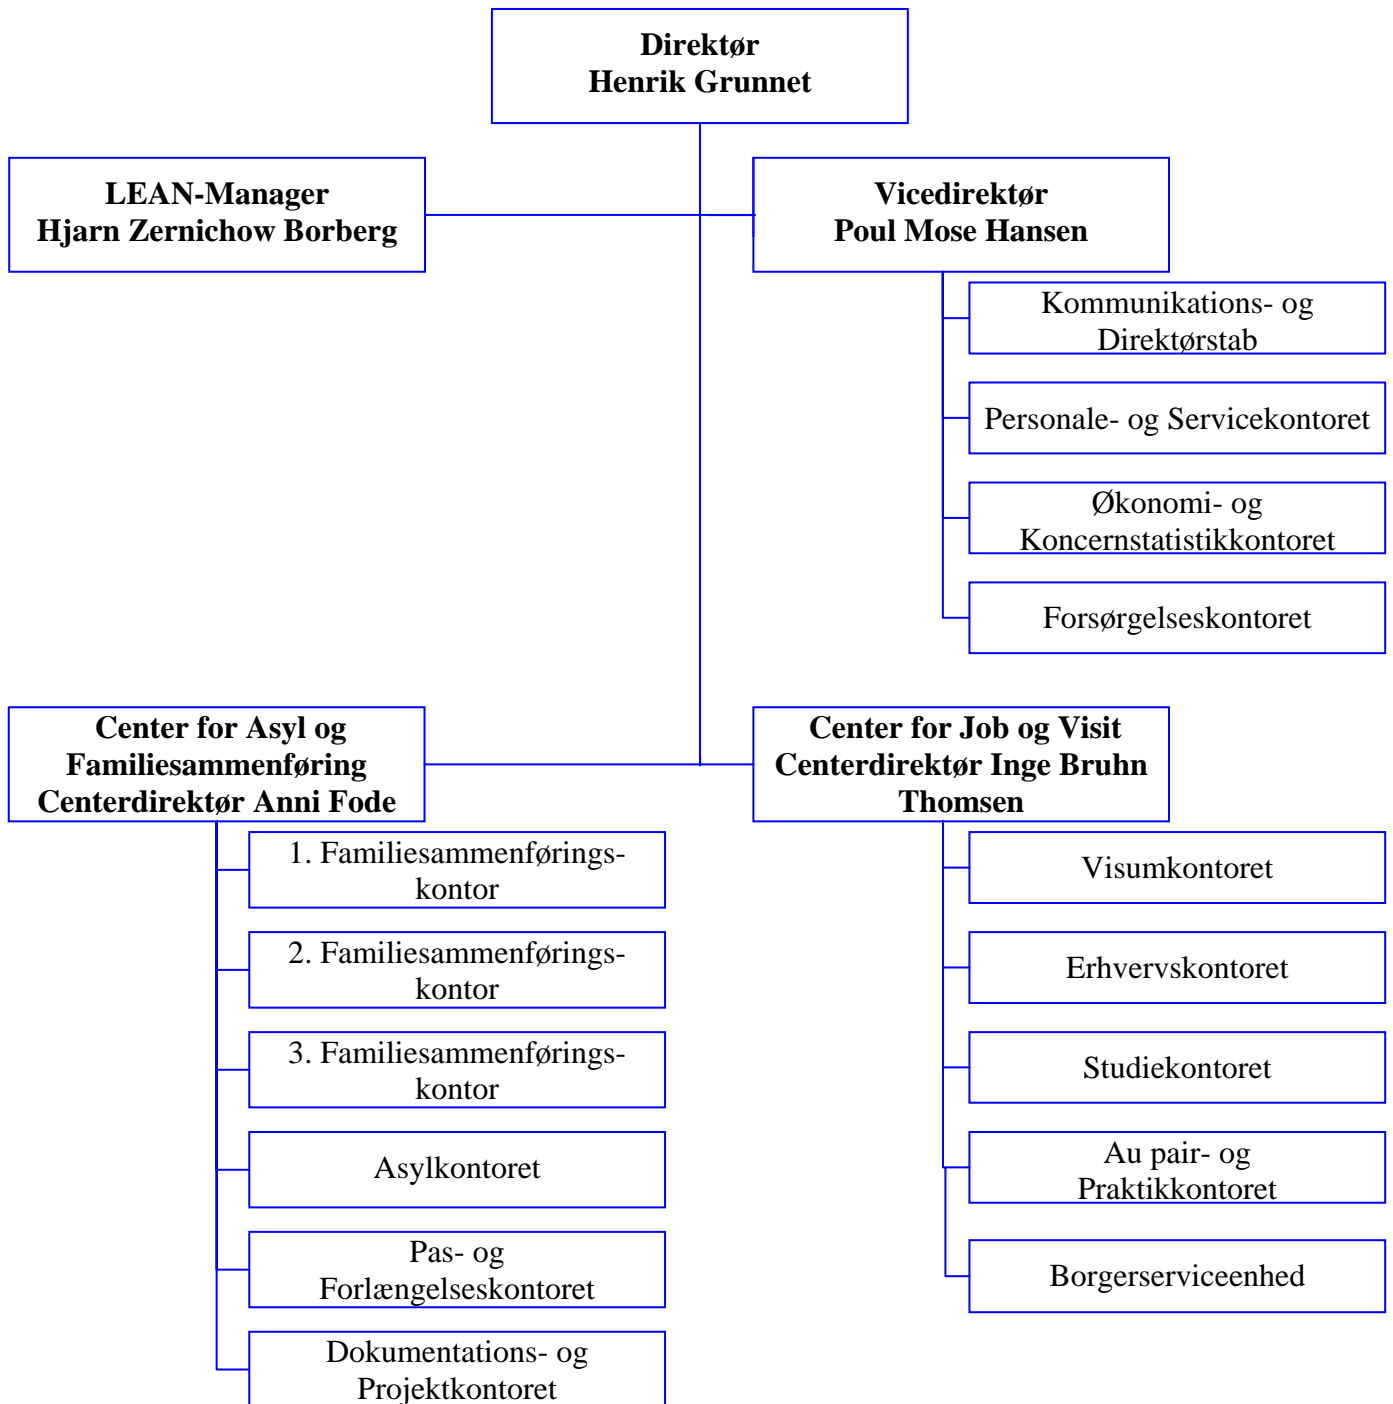 Direktør
Henrik Grunnet
LEAN-Manager
Hjarn Zernichow Borberg
Vicedirektør
Poul Mose Hansen
Kommunikations- og
Direktørstab
Personale- og Servicekontoret
Økonomi- og
Koncernstatistikkontoret
Forsørgelseskontoret
Center for Asyl og
Familiesammenføring
Centerdirektør Anni Fode
1. Familiesammenførings-
kontor
2. Familiesammenførings-
kontor
3. Familiesammenførings-
kontor
Asylkontoret
Pas- og
Forlængelseskontoret
Dokumentations- og
Projektkontoret
Center for Job og Visit
Centerdirektør Inge Bruhn
Thomsen
Visumkontoret
Erhvervskontoret
Studiekontoret
Au pair- og
Praktikkontoret
Borgerserviceenhed